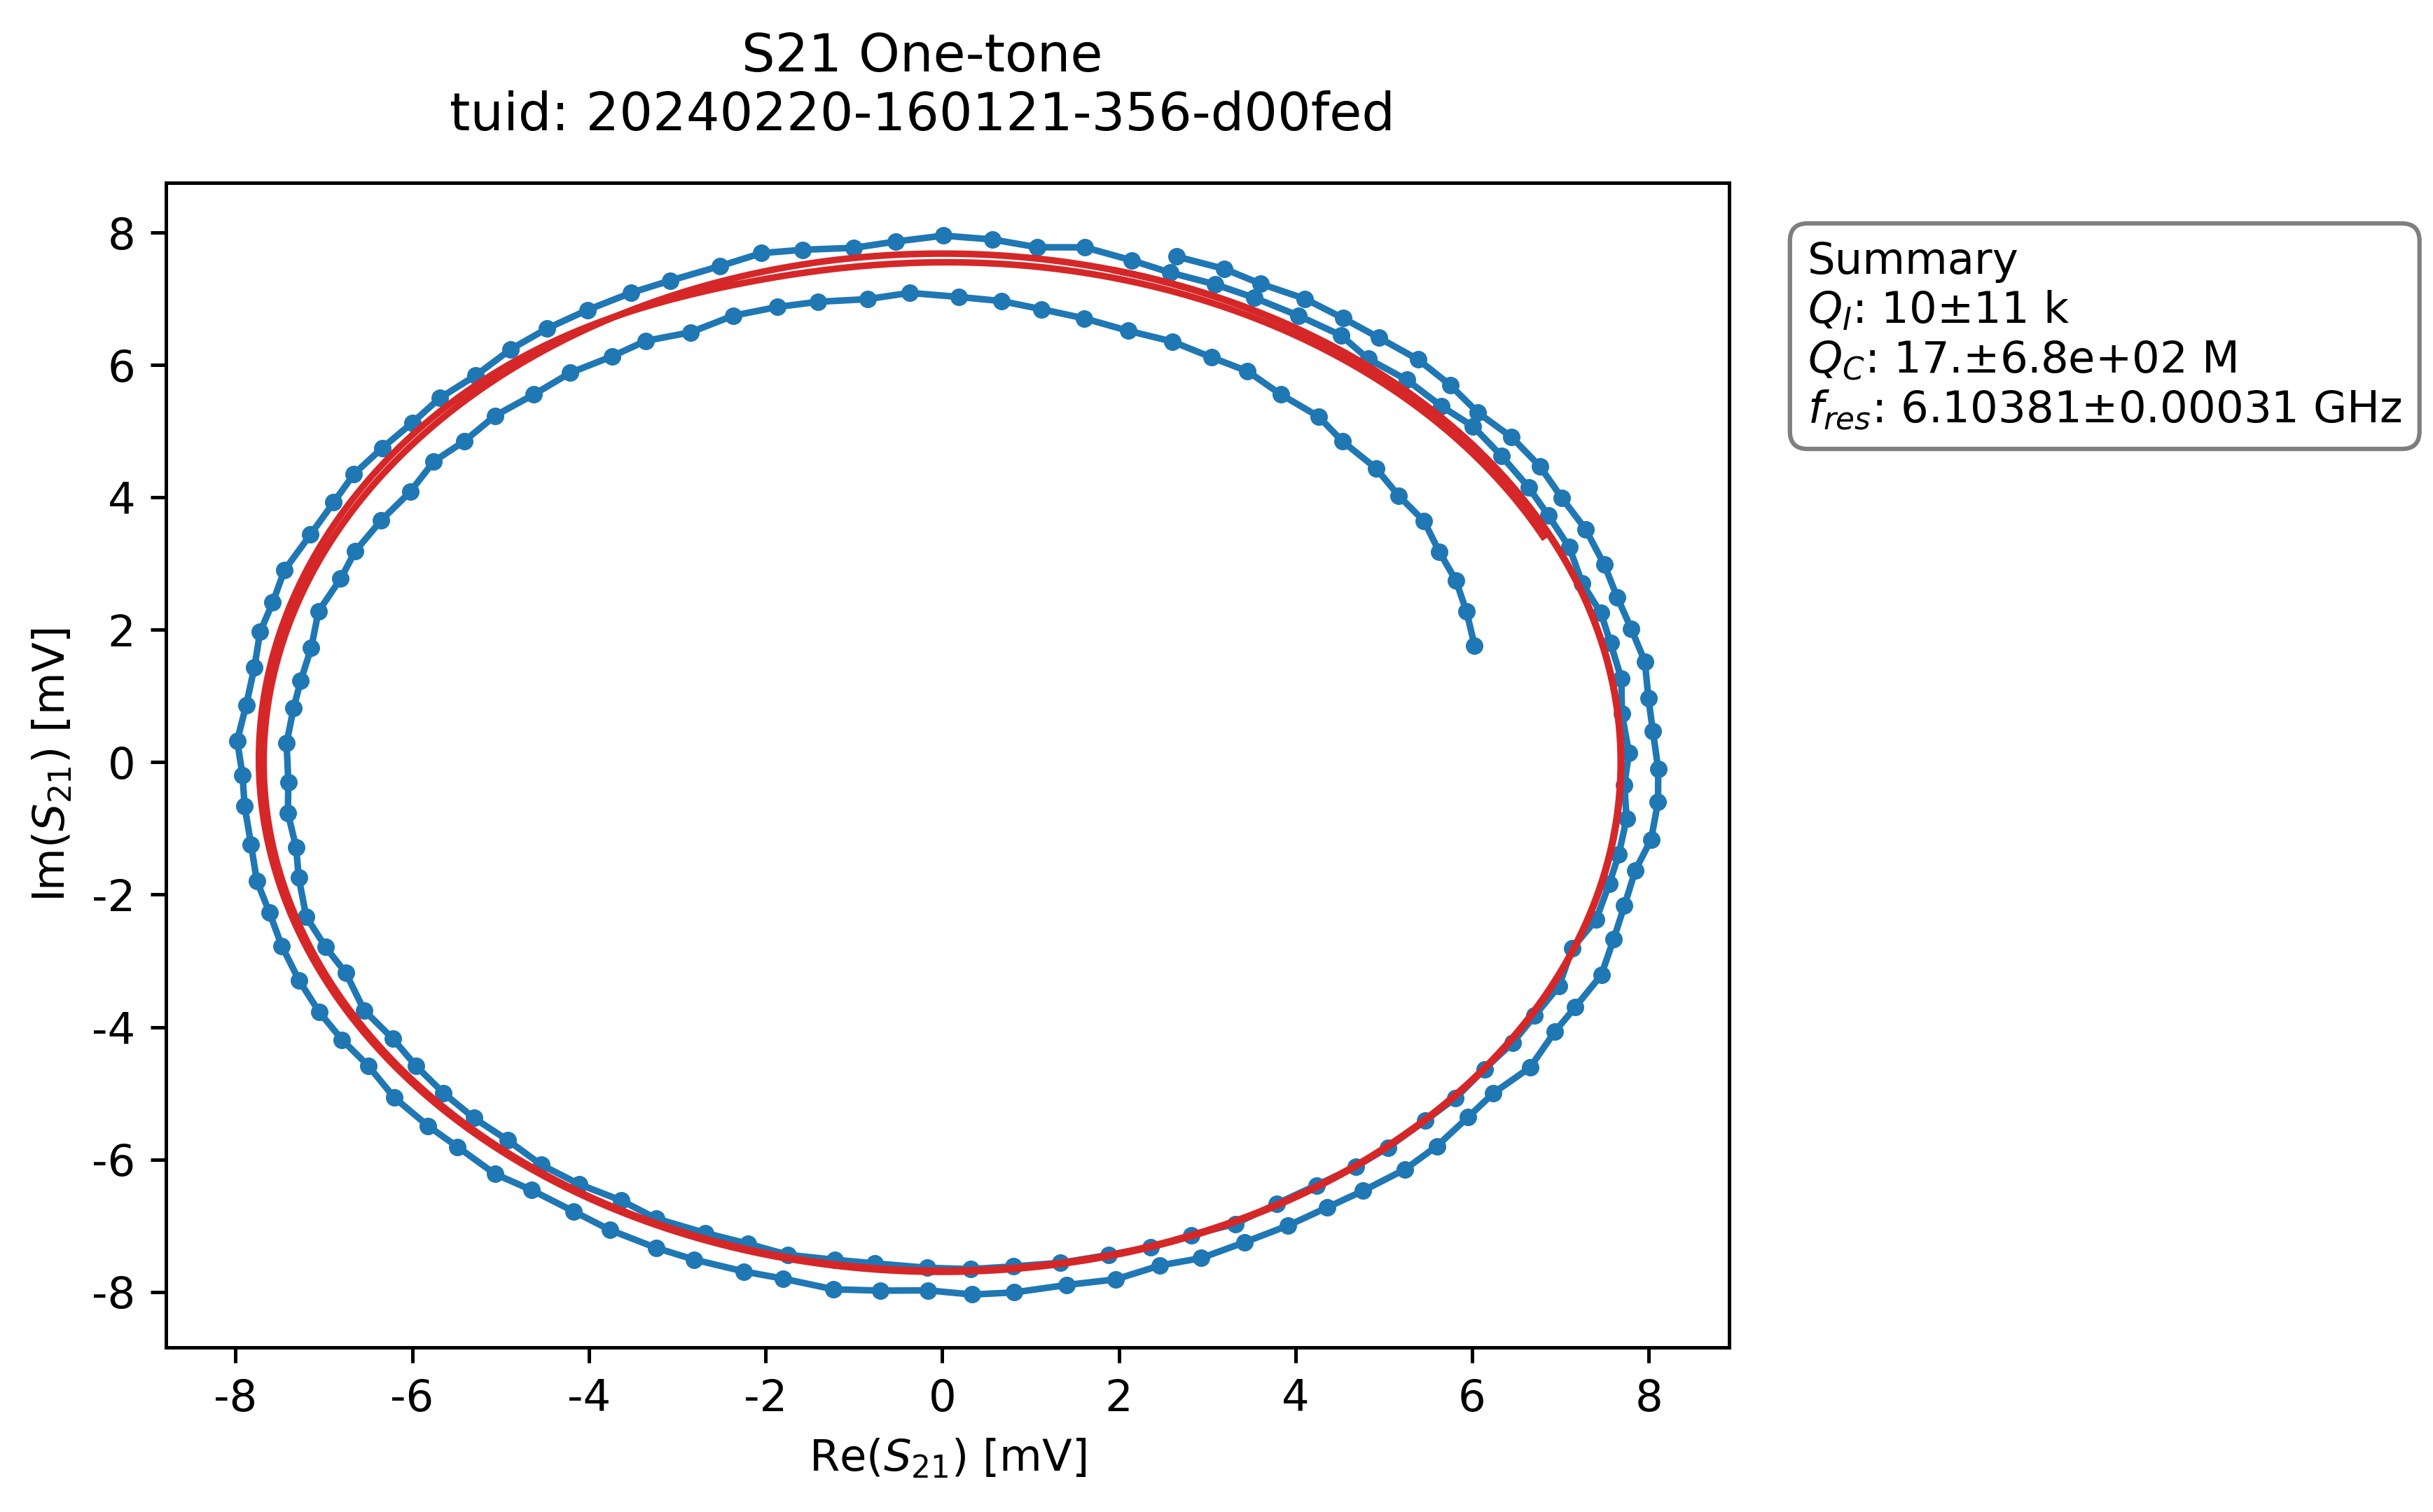 S21 One-tone
tuid: 20240220-160121-356-d00fed
8
6
4
2
0
-2
-4
-6
-8
Im(S21) [mV]
-8 -6 -4 -2 0 2 4 6 8
Re(S21) [mV]
Summary
Ql: 10±11 k
QC: 17.±6.8e+02 M
fres: 6.10381±0.00031 GHz